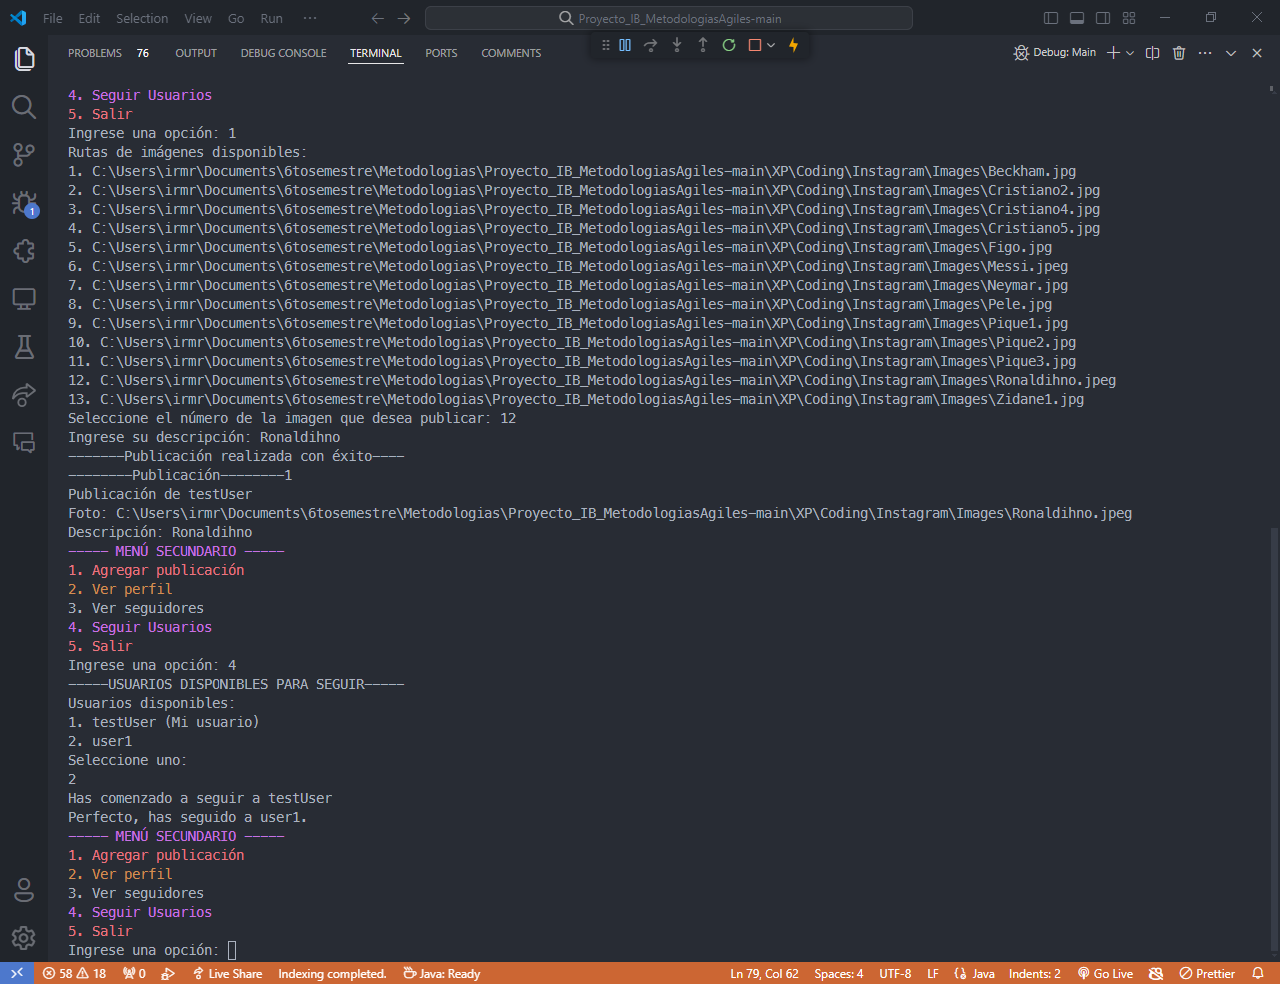 File Edit Selection View Go Run ··· Proyecto_IB_MetodologiasAgiles-main
PROBLEMS 76 OUTPUT DEBUG CONSOLE TERMINAL PORTS COMMENTS Debug: Main
4. Seguir Usuarios
5. Salir
Ingrese una opción: 1
Rutas de imágenes disponibles:
1. C:\Users\irmr\Documents\6tosemestre\Metodologias\Proyecto_IB_MetodologiasAgiles-main\XP\Coding\Instagram\Images\Beckham.jpg
2. C:\Users\irmr\Documents\6tosemestre\Metodologias\Proyecto_IB_MetodologiasAgiles-main\XP\Coding\Instagram\Images\Cristiano2.jpg
3. C:\Users\irmr\Documents\6tosemestre\Metodologias\Proyecto_IB_MetodologiasAgiles-main\XP\Coding\Instagram\Images\Cristiano4.jpg
4. C:\Users\irmr\Documents\6tosemestre\Metodologias\Proyecto_IB_MetodologiasAgiles-main\XP\Coding\Instagram\Images\Cristiano5.jpg
5. C:\Users\irmr\Documents\6tosemestre\Metodologias\Proyecto_IB_MetodologiasAgiles-main\XP\Coding\Instagram\Images\Figo.jpg
6. C:\Users\irmr\Documents\6tosemestre\Metodologias\Proyecto_IB_MetodologiasAgiles-main\XP\Coding\Instagram\Images\Messi.jpeg
7. C:\Users\irmr\Documents\6tosemestre\Metodologias\Proyecto_IB_MetodologiasAgiles-main\XP\Coding\Instagram\Images\Neymar.jpg
8. C:\Users\irmr\Documents\6tosemestre\Metodologias\Proyecto_IB_MetodologiasAgiles-main\XP\Coding\Instagram\Images\Pele.jpg
9. C:\Users\irmr\Documents\6tosemestre\Metodologias\Proyecto_IB_MetodologiasAgiles-main\XP\Coding\Instagram\Images\Pique1.jpg
10. C:\Users\irmr\Documents\6tosemestre\Metodologias\Proyecto_IB_MetodologiasAgiles-main\XP\Coding\Instagram\Images\Pique2.jpg
11. C:\Users\irmr\Documents\6tosemestre\Metodologias\Proyecto_IB_MetodologiasAgiles-main\XP\Coding\Instagram\Images\Pique3.jpg
12. C:\Users\irmr\Documents\6tosemestre\Metodologias\Proyecto_IB_MetodologiasAgiles-main\XP\Coding\Instagram\Images\Ronaldihno.jpeg
13. C:\Users\irmr\Documents\6tosemestre\Metodologias\Proyecto_IB_MetodologiasAgiles-main\XP\Coding\Instagram\Images\Zidane1.jpg
Seleccione el número de la imagen que desea publicar: 12
Ingrese su descripción: Ronaldihno
-------Publicación realizada con éxito----
--------Publicación--------1
Publicación de testUser
Foto: C:\Users\irmr\Documents\6tosemestre\Metodologias\Proyecto_IB_MetodologiasAgiles-main\XP\Coding\Instagram\Images\Ronaldihno.jpeg
Descripción: Ronaldihno
----- MENÚ SECUNDARIO -----
1. Agregar publicación
2. Ver perfil
3. Ver seguidores
4. Seguir Usuarios
5. Salir
Ingrese una opción: 4
-----USUARIOS DISPONIBLES PARA SEGUIR-----
Usuarios disponibles:
1. testUser (Mi usuario)
2. user1
Seleccione uno:
2
Has comenzado a seguir a testUser
Perfecto, has seguido a user1.
----- MENÚ SECUNDARIO -----
1. Agregar publicación
2. Ver perfil
3. Ver seguidores
4. Seguir Usuarios
5. Salir
Ingrese una opción:
1
58 18 0 Live Share Indexing completed. Java: Ready Ln 79, Col 62 Spaces: 4 UTF-8 LF Java Indents: 2 Go Live Prettier